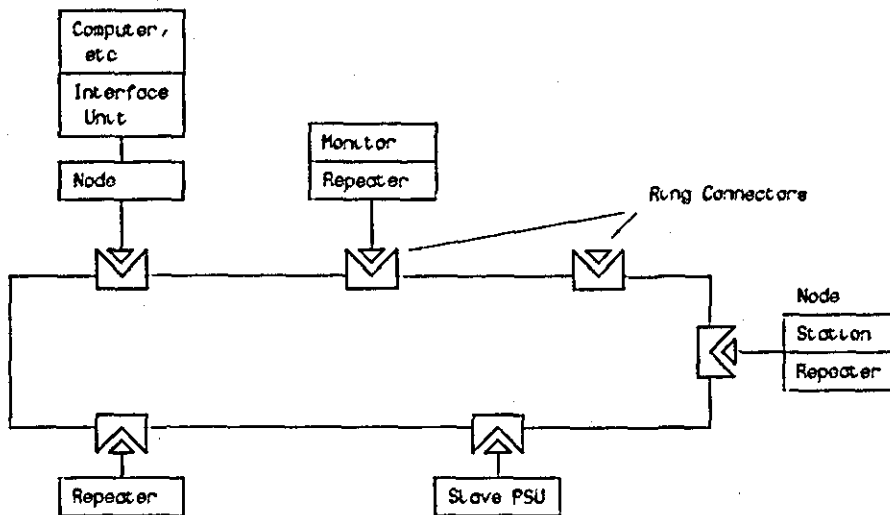 Computer,
etc
Interface
Unit
Node
Monitor
Repeater
Ring Connectors
Node
Station
Repeater
Repeater
Slave PSU